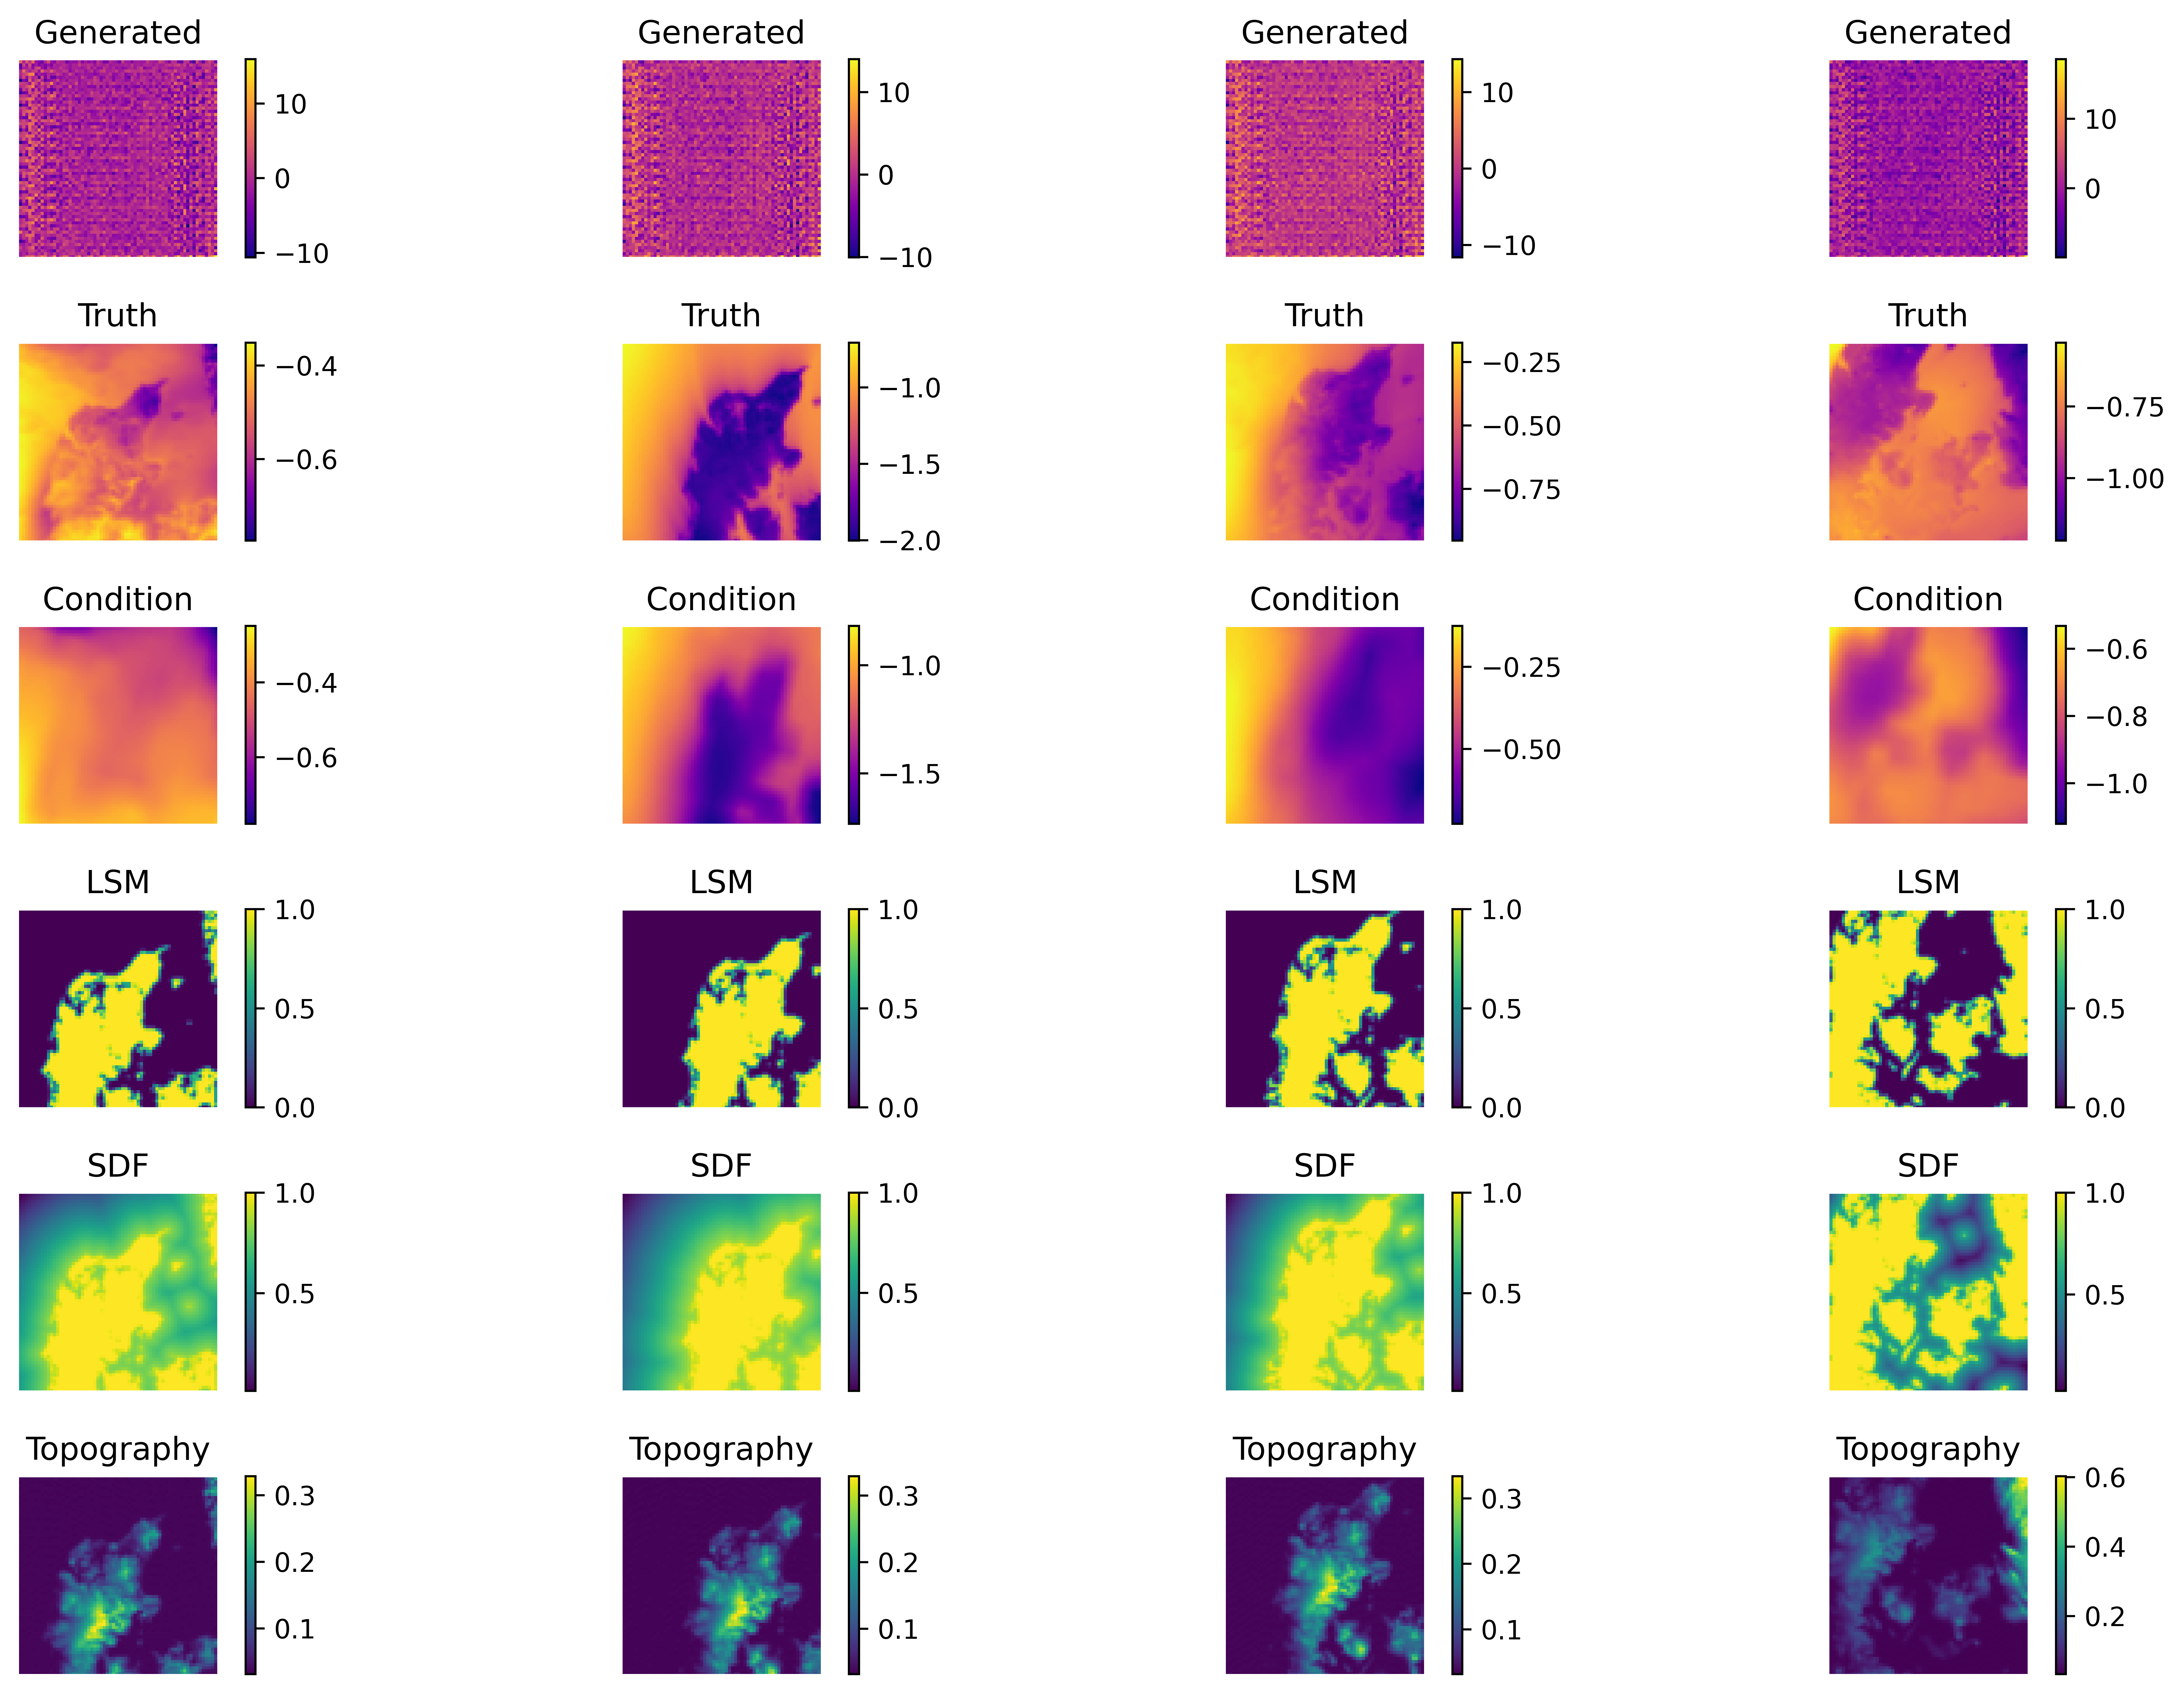 Generated Generated Generated Generated
10 10 10 10
0 0 0 0
−10 −10 −10
Truth Truth Truth Truth
−0.4 −1.0 −0.25 −0.75
−0.6 −1.5 −0.50 −1.00
−2.0 −0.75
Condition Condition Condition Condition
−0.4 −1.0 −0.25 −0.6
−0.6 −1.5 −0.50 −0.8
−1.0
LSM LSM LSM LSM
1.0 1.0 1.0 1.0
0.5 0.5 0.5 0.5
0.0 0.0 0.0 0.0
SDF SDF SDF SDF
1.0 1.0 1.0 1.0
0.5 0.5 0.5 0.5
Topography Topography Topography Topography
0.3 0.3 0.3 0.6
0.2 0.2 0.2 0.4
0.1 0.1 0.1 0.2